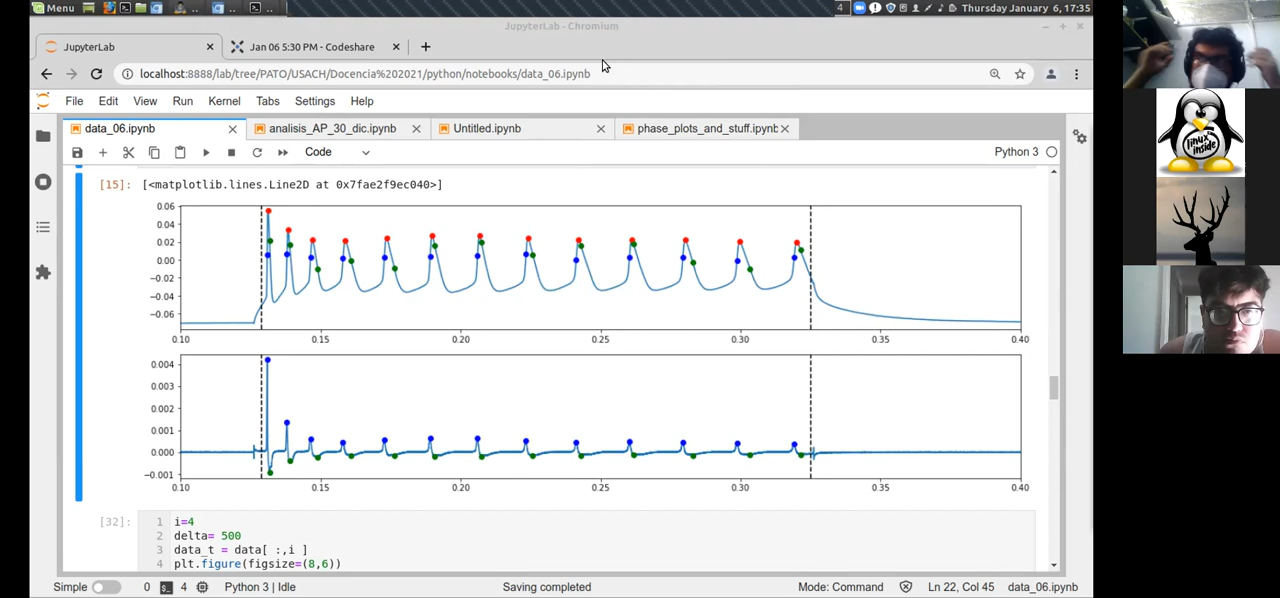 Menu
4
Thursday January 6, 17:35
JupyterLab - Chromium
JupyterLab
Jan 06 5:30 PM - Codeshare
localhost:8888/lab/tree/PATO/USACH/Docencia%202021/python/notebooks/data_06.ipynb
File Edit View Run Kernel Tabs Settings Help
data_06.ipynb
analisis_AP_30_dic.ipynb
Untitled.ipynb
phase_plots_and_stuff.ipynb
Code
Python 3
[15]: [<matplotlib.lines.Line2D at 0x7fae2f9ec040>]
0.06
0.04
0.02
0.00
−0.02
−0.04
−0.06
0.10 0.15 0.20 0.25 0.30 0.35 0.40
0.004
0.003
0.002
0.001
0.000
−0.001
0.10 0.15 0.20 0.25 0.30 0.35 0.40
[32]: 1 i=4
2 delta= 500
3 data_t = data[ :,i ]
4 plt.figure(figsize=(8,6))
Simple 0 4 Python 3 | Idle Saving completed Mode: Command Ln 22, Col 45 data_06.ipynb
linux
inside